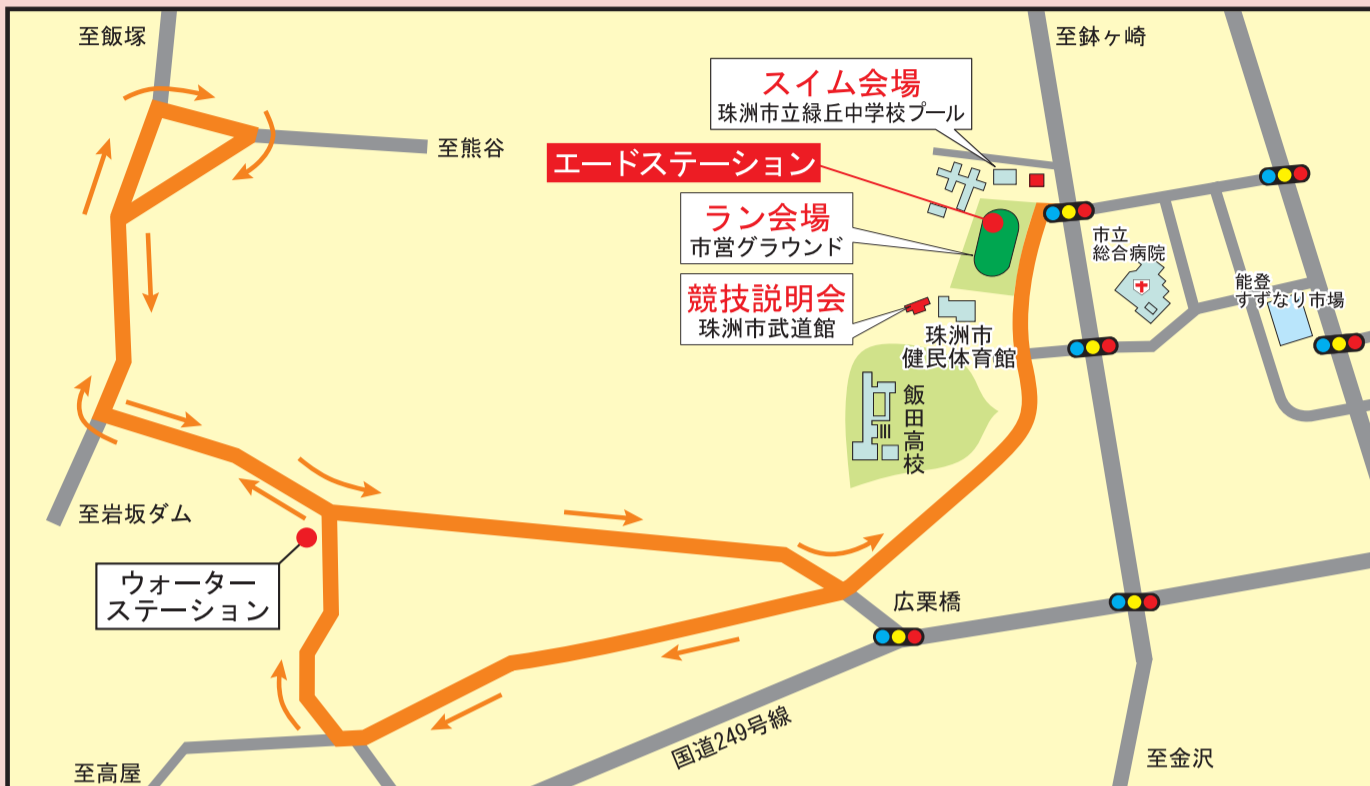 至飯塚
至鉢ヶ崎
スイム会場
珠洲市立緑丘中学校プール
至熊谷
エードステーション
ラン会場
市営グラウンド
市立
総合病院
能登
すずなり市場
競技説明会
珠洲市武道館
珠洲市
健民体育館
飯田高校
至岩坂ダム
ウォーター
ステーション
広栗橋
国道249号線
至高屋
至金沢